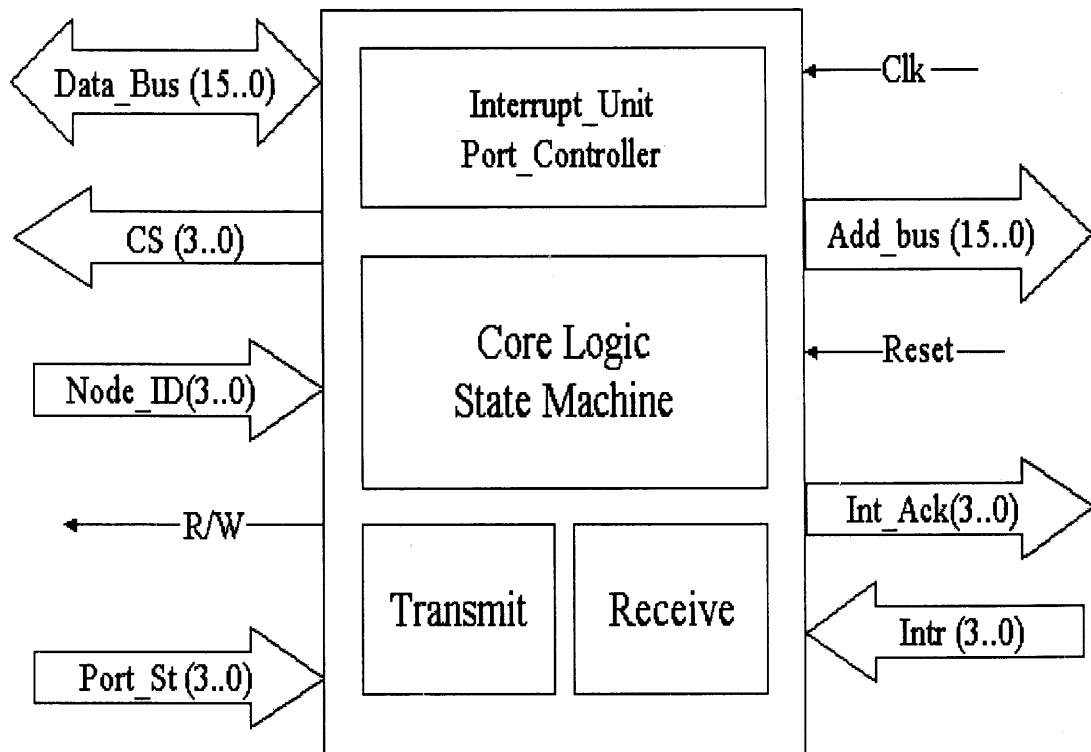 Data_Bus (15..0)
Interrupt_Unit
Port_Controller
Clk
CS (3..0)
Add_bus (15..0)
Core Logic
State Machine
Reset
Node_ID(3..0)
R/W
Int_Ack(3..0)
Transmit
Receive
Intr (3..0)
Port_St (3..0)